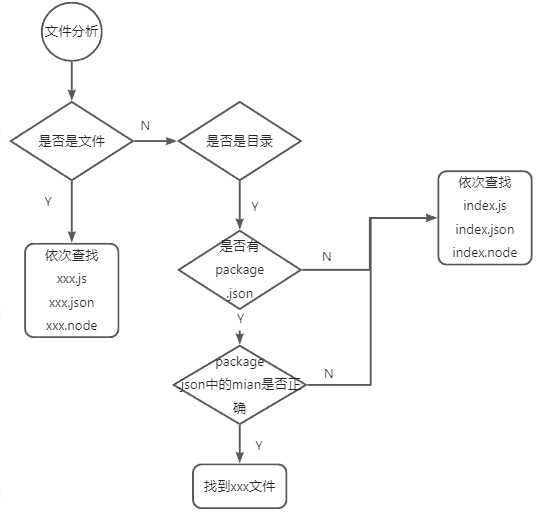 文件分析
是否是文件
N
是否是目录
Y
依次查找
xxx.js
xxx.json
xxx.node
Y
是否有
package
.json
N
依次查找
index.js
index.json
index.node
Y
package
.json中的mian是否正
确
N
Y
找到xxx文件